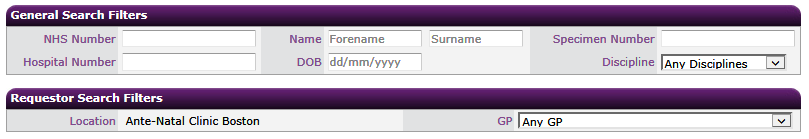 General Search Filters
NHS Number Name Forename Surname Specimen Number
Hospital Number DOB dd/mm/yyyy Discipline Any Disciplines
Requestor Search Filters
Location Ante-Natal Clinic Boston GP Any GP